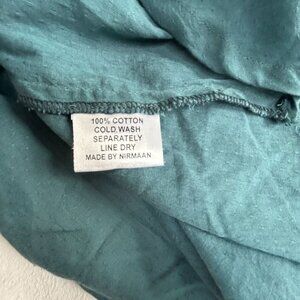 100% COTTON
COLD WASH
SEPARATELY
LINE DRY
MADE BY NIRMAAN